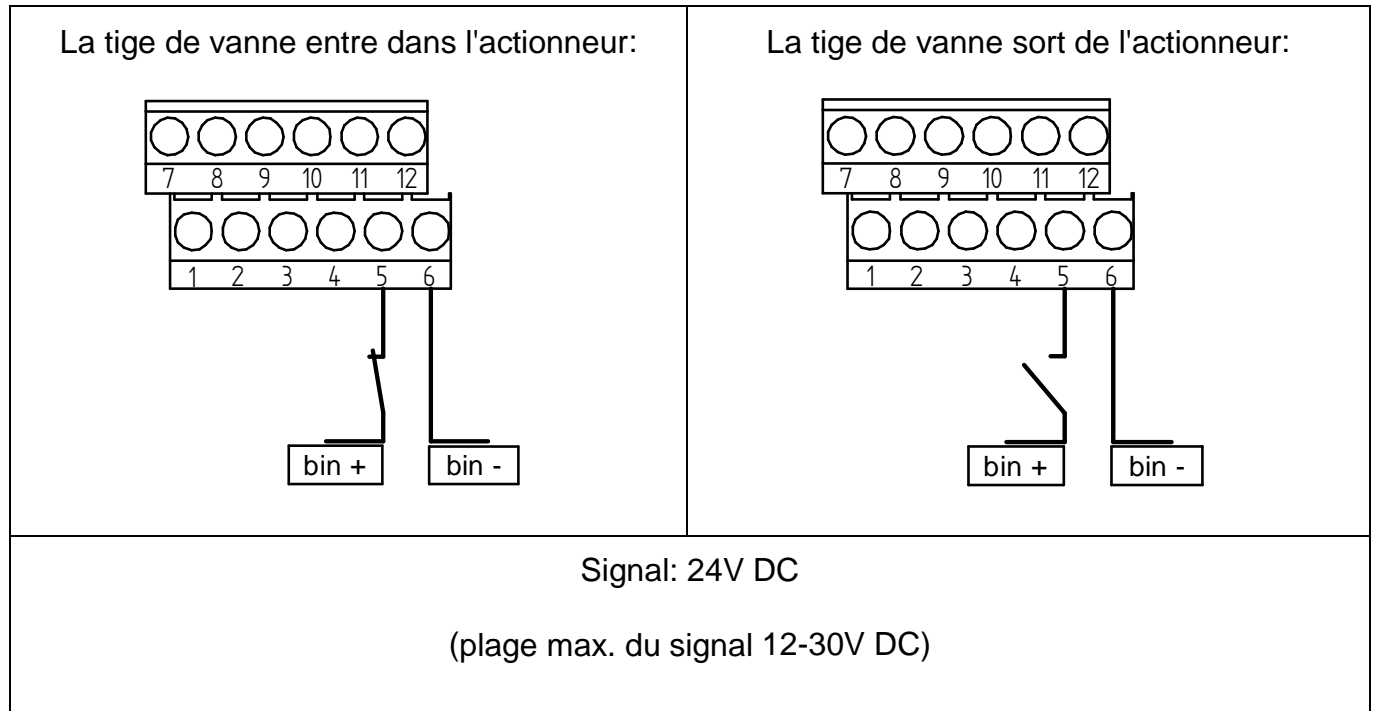 La tige de vanne entre dans l'actionneur:
7 8 9 10 11 12
1 2 3 4 5 6
bin + bin -
La tige de vanne sort de l'actionneur:
7 8 9 10 11 12
1 2 3 4 5 6
bin + bin -
Signal: 24V DC
(plage max. du signal 12-30V DC)